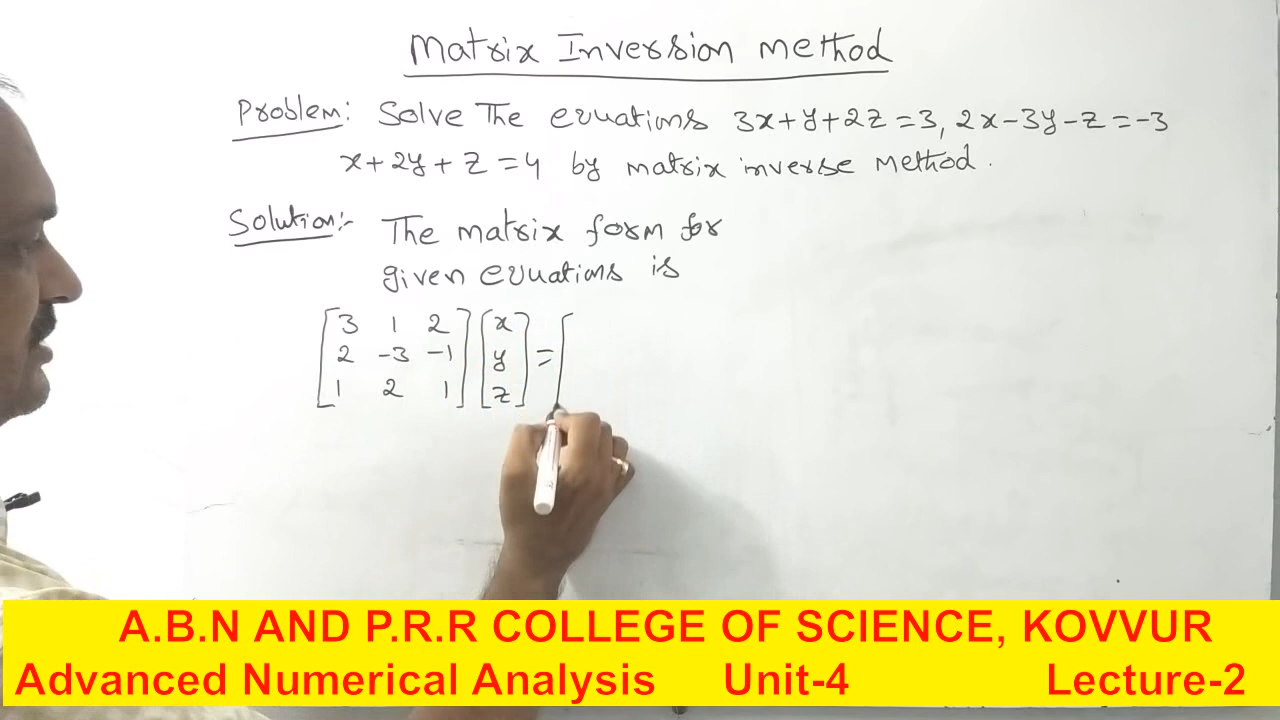 Matrix Inversion method
Problem: Solve The equations 3x+y+2z=3, 2x-3y-z=-3
x+2y+z=4 by matrix inverse method.
Solution:- The matrix form for
given equations is
[3 1 2] [x] = [
[2 -3 -1] [y]
[1 2 1] [z]
A.B.N AND P.R.R COLLEGE OF SCIENCE, KOVVUR
Advanced Numerical Analysis Unit-4 Lecture-2